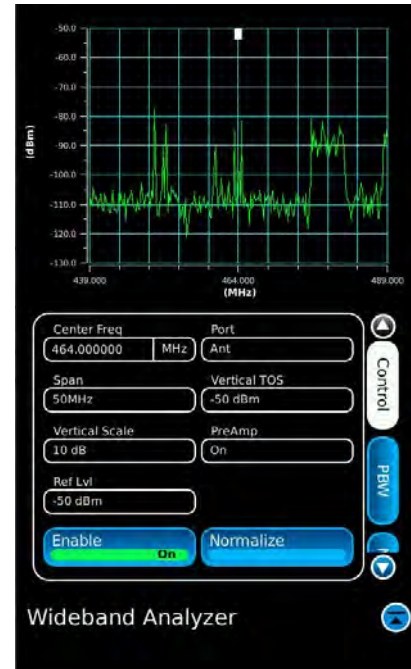 -50.0
-60.0
-70.0
-80.0
(dBm)
-90.0
-100.0
-110.0
-120.0
-130.0
439.000 464.000 489.000
(MHz)
Center Freq Port
464.000000 MHz Ant
Span Vertical TOS
50MHz -50 dBm
Vertical Scale PreAmp
10 dB On
Ref Lvl
-50 dBm
Enable Normalize
On
Control
PBW
Wideband Analyzer